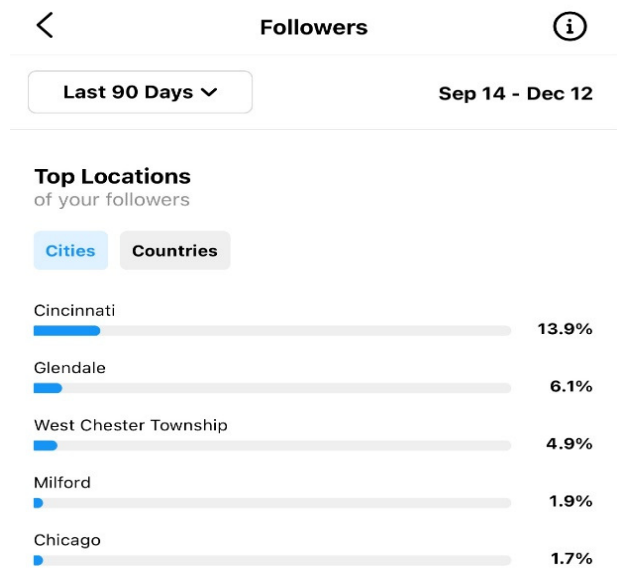 Followers
Last 90 Days
Sep 14 - Dec 12
Top Locations
of your followers
Cities
Countries
Cincinnati
13.9%
Glendale
6.1%
West Chester Township
4.9%
Milford
1.9%
Chicago
1.7%